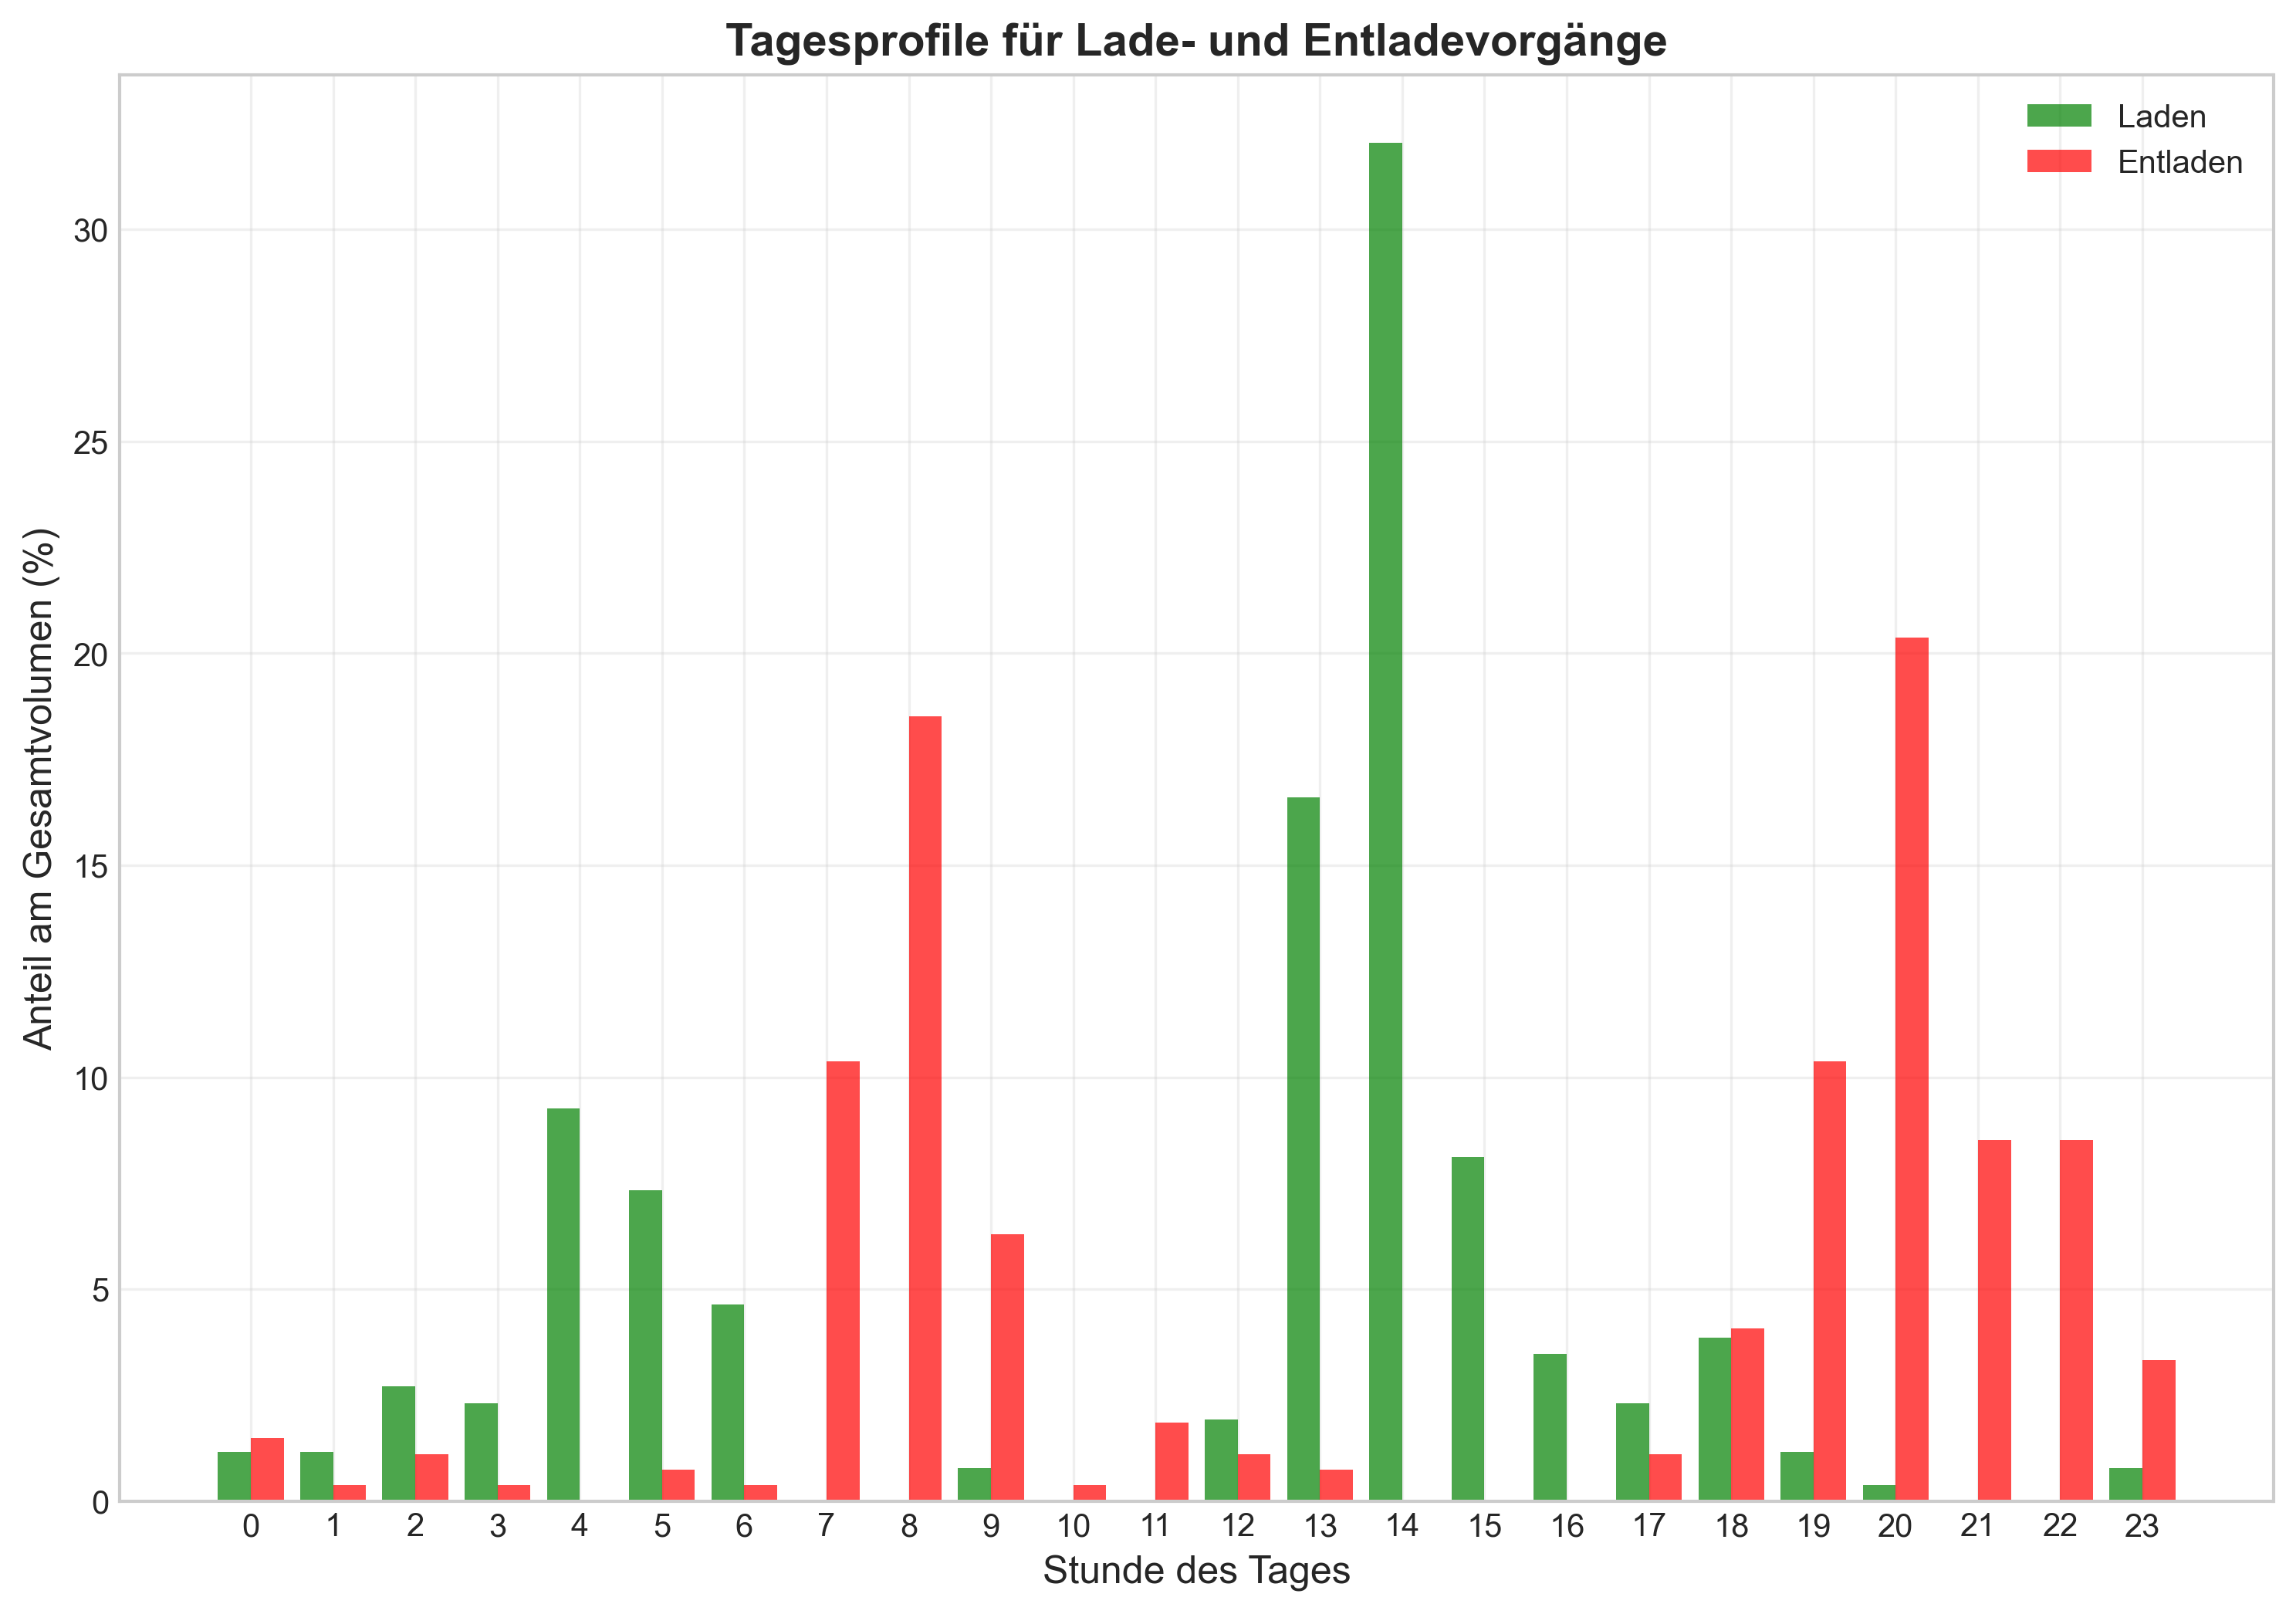 Tagesprofile für Lade- und Entladevorgänge
Laden
Entladen
Anteil am Gesamtvolumen (%)
30
25
20
15
10
5
0
0 1 2 3 4 5 6 7 8 9 10 11 12 13 14 15 16 17 18 19 20 21 22 23
Stunde des Tages